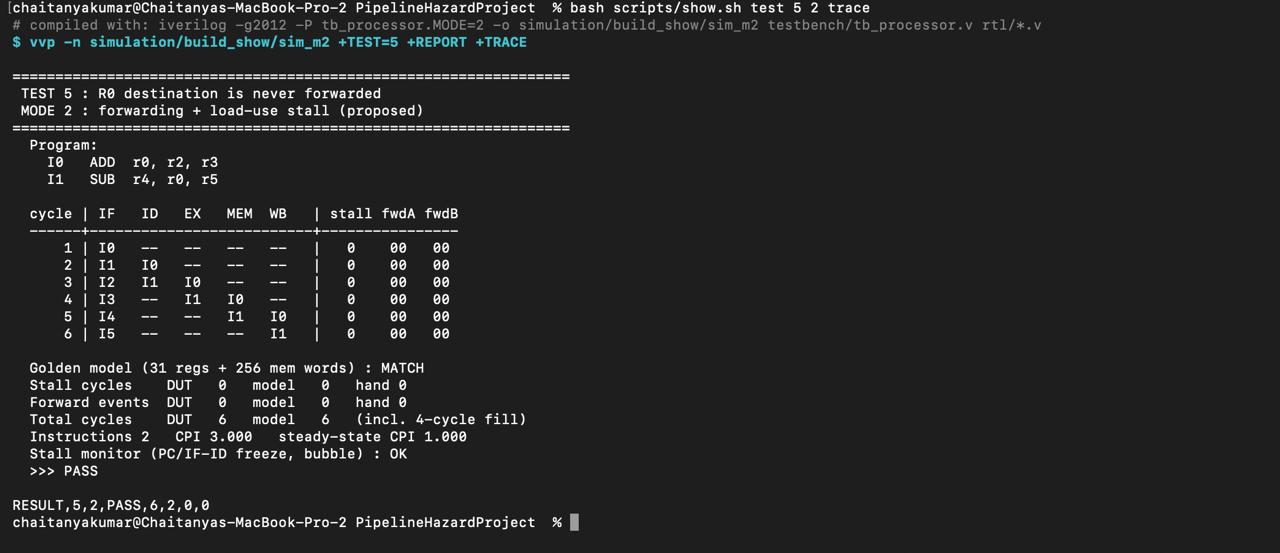 [chaitanyakumar@Chaitanyas-MacBook-Pro-2 PipelineHazardProject  % bash scripts/show.sh test 5 2 trace
# compiled with: iverilog -g2012 -P tb_processor.MODE=2 -o simulation/build_show/sim_m2 testbench/tb_processor.v rtl/*.v
$ vvp -n simulation/build_show/sim_m2 +TEST=5 +REPORT +TRACE
==================================================================
 TEST 5 : R0 destination is never forwarded
 MODE 2 : forwarding + load-use stall (proposed)
==================================================================
  Program:
    I0   ADD  r0, r2, r3
    I1   SUB  r4, r0, r5
  cycle | IF   ID   EX   MEM  WB   | stall fwdA fwdB
  ------+--------------------------+----------------
      1 | I0   --   --   --   --   |   0    00   00
      2 | I1   I0   --   --   --   |   0    00   00
      3 | I2   I1   I0   --   --   |   0    00   00
      4 | I3   --   I1   I0   --   |   0    00   00
      5 | I4   --   --   I1   I0   |   0    00   00
      6 | I5   --   --   --   I1   |   0    00   00
  Golden model (31 regs + 256 mem words) : MATCH
  Stall cycles    DUT   0   model   0   hand 0
  Forward events  DUT   0   model   0   hand 0
  Total cycles    DUT   6   model   6   (incl. 4-cycle fill)
  Instructions 2   CPI 3.000   steady-state CPI 1.000
  Stall monitor (PC/IF-ID freeze, bubble) : OK
  >>> PASS
RESULT,5,2,PASS,6,2,0,0
chaitanyakumar@Chaitanyas-MacBook-Pro-2 PipelineHazardProject  %